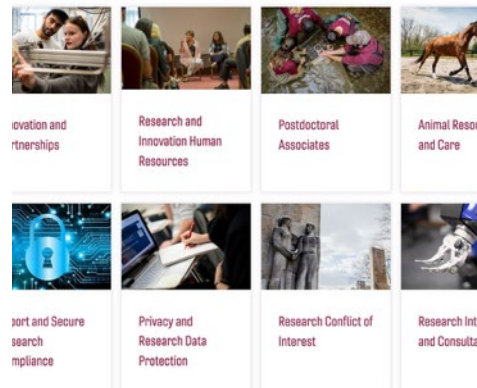 ovation and
rtnerships
Research and
Innovation Human
Resources
Postdoctoral
Associates
Animal Reso
and Care
port and Secure
search
mpliance
Privacy and
Research Data
Protection
Research Conflict of
Interest
Research Int
and Consulta